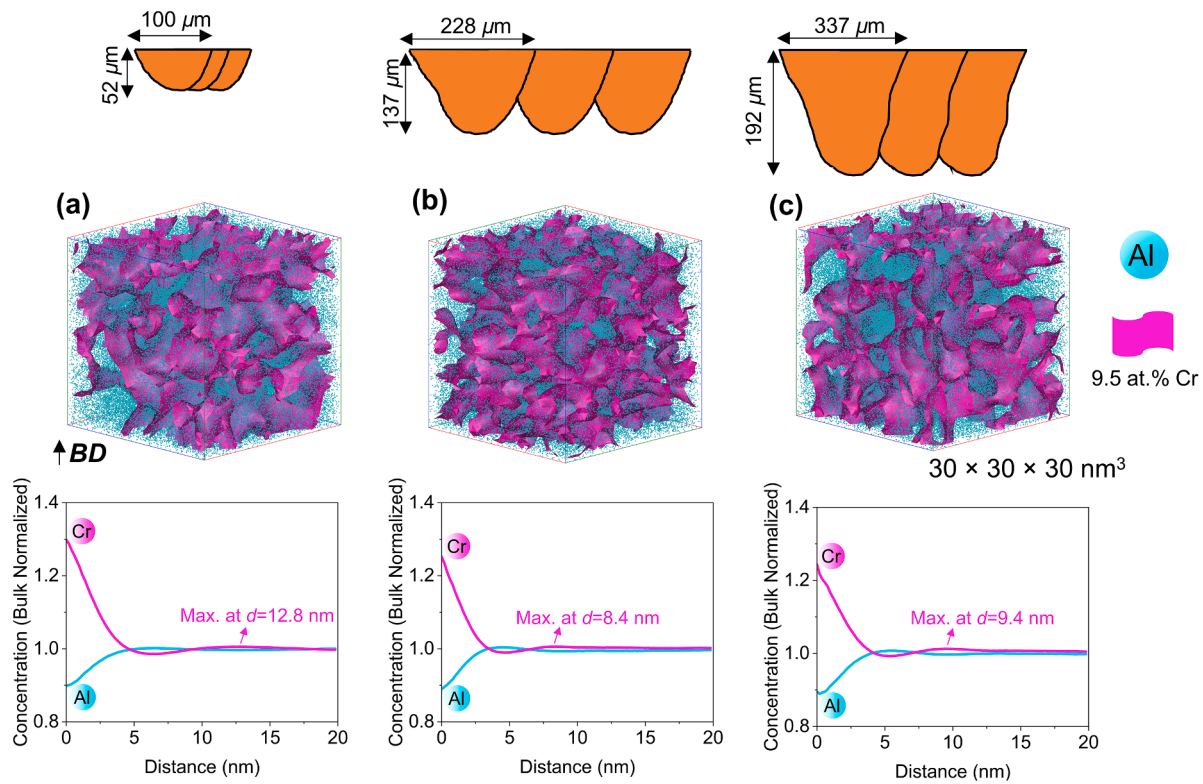 100 µm
52 µm
228 µm
137 µm
337 µm
192 µm
(a)
(b)
(c)
Al
9.5 at.% Cr
BD
30 × 30 × 30 nm³
Concentration (Bulk Normalized)
1.4
1.2
1.0
0.8
Cr
Max. at d=12.8 nm
Al
0
5
10
15
20
Distance (nm)
Concentration (Bulk Normalized)
1.4
1.2
1.0
0.8
Cr
Max. at d=8.4 nm
Al
0
5
10
15
20
Distance (nm)
Concentration (Bulk Normalized)
1.4
1.2
1.0
0.8
Cr
Max. at d=9.4 nm
Al
0
5
10
15
20
Distance (nm)